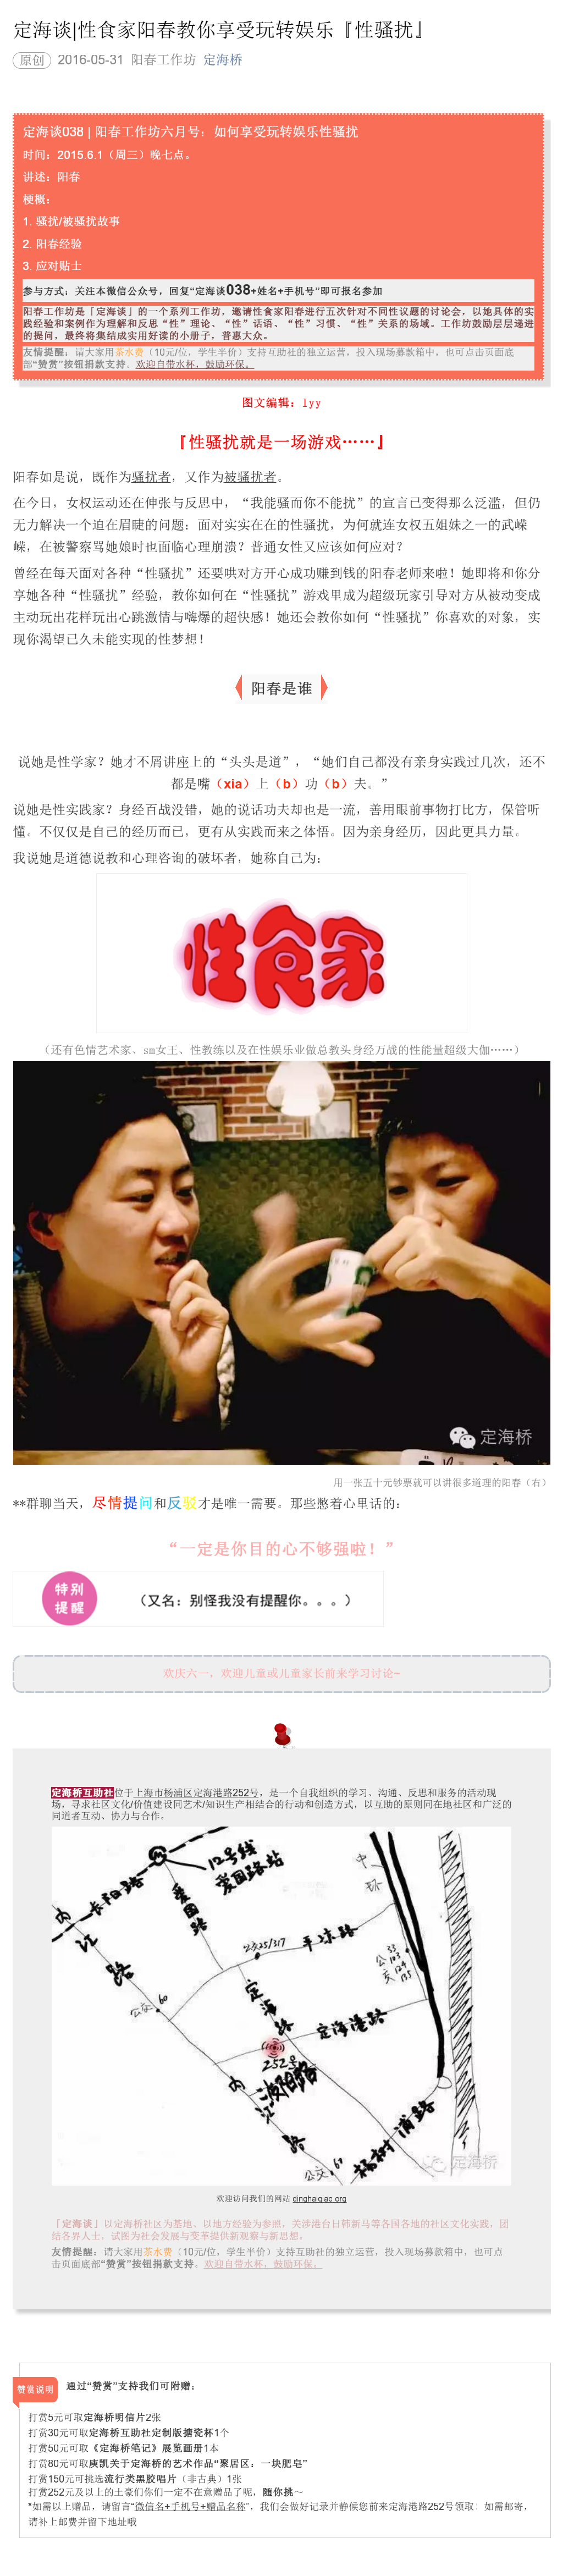 定海谈|性食家阳春教你享受玩转娱乐『性骚扰』
原创 2016-05-31 阳春工作坊 定海桥
定海谈038 | 阳春工作坊六月号：如何享受玩转娱乐性骚扰
时间：2015.6.1（周三）晚七点。
讲述：阳春
梗概：
1. 骚扰/被骚扰故事
2. 阳春经验
3. 应对贴士
参与方式：关注本微信公众号，回复“定海谈038+姓名+手机号”即可报名参加
阳春工作坊是「定海谈」的一个系列工作坊，邀请性食家阳春进行五次针对不同性议题的讨论会，以她具体的实
践经验和案例作为理解和反思“性”理论、“性”话语、“性”习惯、“性”关系的场域。工作坊鼓励层层递进
的提问，最终将集结成实用好读的小册子，普惠大众。
友情提醒：请大家用茶水费（10元/位，学生半价）支持互助社的独立运营，投入现场募款箱中，也可点击页面底
部“赞赏”按钮捐款支持。欢迎自带水杯，鼓励环保。
图文编辑：lyy
『性骚扰就是一场游戏……』
阳春如是说，既作为骚扰者，又作为被骚扰者。
在今日，女权运动还在伸张与反思中，“我能骚而你不能扰”的宣言已变得那么泛滥，但仍
无力解决一个迫在眉睫的问题：面对实实在在的性骚扰，为何就连女权五姐妹之一的武嵘
嵘，在被警察骂她娘时也面临心理崩溃？普通女性又应该如何应对？
曾经在每天面对各种“性骚扰”还要哄对方开心成功赚到钱的阳春老师来啦！她即将和你分
享她各种“性骚扰”经验，教你如何在“性骚扰”游戏里成为超级玩家引导对方从被动变成
主动玩出花样玩出心跳激情与嗨爆的超快感！她还会教你如何“性骚扰”你喜欢的对象，实
现你渴望已久未能实现的性梦想！
阳春是谁
说她是性学家？她才不屑讲座上的“头头是道”，“她们自己都没有亲身实践过几次，还不
都是嘴（xia）上（b）功（b）夫。”
说她是性实践家？身经百战没错，她的说话功夫却也是一流，善用眼前事物打比方，保管听
懂。不仅仅是自己的经历而已，更有从实践而来之体悟。因为亲身经历，因此更具力量。
我说她是道德说教和心理咨询的破坏者，她称自己为：
性食家
（还有色情艺术家、sm女王、性教练以及在性娱乐业做总教头身经万战的性能量超级大伽……）
定海桥
用一张五十元钞票就可以讲很多道理的阳春（右）
**群聊当天，尽情提问和反驳才是唯一需要。那些憋着心里话的：
“一定是你目的心不够强啦！”
特别
提醒
（又名：别怪我没有提醒你。。。）
欢庆六一，欢迎儿童或儿童家长前来学习讨论~
定海桥互助社位于上海市杨浦区定海港路252号，是一个自我组织的学习、沟通、反思和服务的活动现
场，寻求社区文化/价值建设同艺术/知识生产相结合的行动和创造方式，以互助的原则同在地社区和广泛的
同道者互动、协力与合作。
12号线
爱国路站
内
长阳路
爱国路
中环
2条25/317
平凉路
公交
33
103
124
135
内江路
公交60
定海路
定海港路
252号
内
公交60
杨树浦路
定海桥
欢迎访问我们的网站 dinghaiqiao.org
「定海谈」以定海桥社区为基地，以地方经验为参照，关涉港台日韩新马等各国各地的社区文化实践，团
结各界人士，试图为社会发展与变革提供新观察与新思想。
友情提醒：请大家用茶水费（10元/位，学生半价）支持互助社的独立运营，投入现场募款箱中，也可点
击页面底部“赞赏”按钮捐款支持。欢迎自带水杯，鼓励环保。
赞赏说明
通过“赞赏”支持我们可附赠：
打赏5元可取定海桥明信片2张
打赏30元可取定海桥互助社定制版搪瓷杯1个
打赏50元可取《定海桥笔记》展览画册1本
打赏80元可取庾凯关于定海桥的艺术作品“聚居区：一块肥皂”
打赏150元可挑选流行类黑胶唱片（非古典）1张
打赏252元及以上的土豪们你们一定不在意赠品了呢，随你挑～
*如需以上赠品，请留言“微信名+手机号+赠品名称”，我们会做好记录并静候您前来定海港路252号领取！如需邮寄，
请补上邮费并留下地址哦